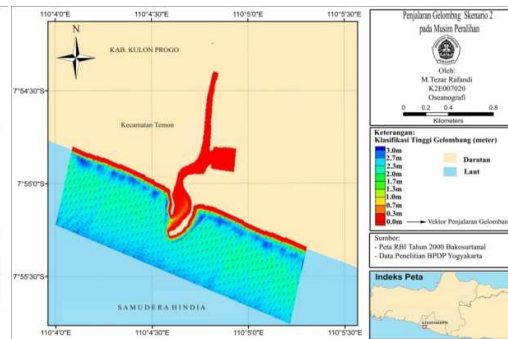 110°4'0"E
110°4'30"E
110°5'0"E
110°5'30"E
N
KAB. KULON PROGO
7°54'30"S
Kecamatan Temon
7°55'0"S
7°55'30"S
SAMUDERA HINDIA
110°4'0"E
110°4'30"E
110°5'0"E
110°5'30"E
Penjalaran Gelombng Skenario 2
pada Musim Peralihan
Oleh:
M.Tezar Rafandi
K2E007020
Oseanografi
0 0.2 0.4 0.8
Kilometers
Keterangan:
Klasifikasi Tinggi Gelombang (meter)
3.0m
2.7m
2.3m
2.0m
1.7m
1.3m
1.0m
0.7m
0.3m
0.0m
Daratan
Laut
Vektor Penjalaran Gelomban
Sumber:
- Peta RBI Tahun 2000 Bakosurtanal
- Data Penelitian BPDP Yogyakarta
Indeks Peta